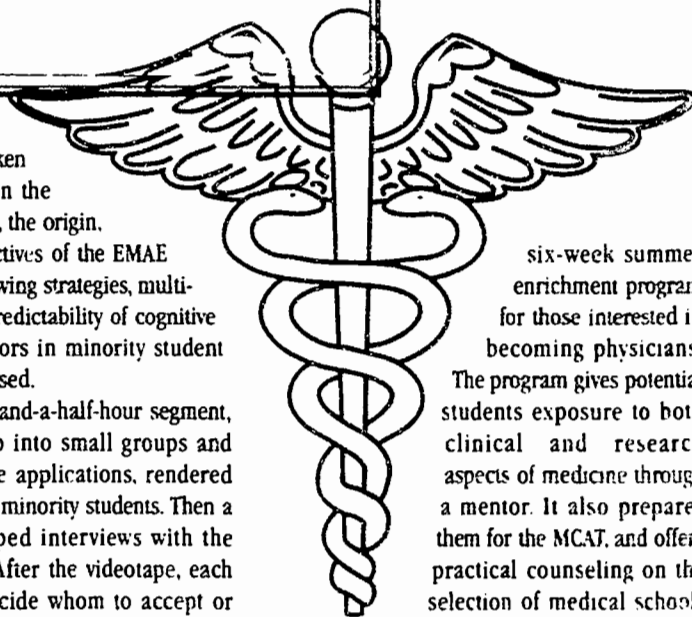 ken
n the
, the origin,
ctives of the EMAE
wing strategies, multi-
redictability of cognitive
ors in minority student
sed.
and-a-half-hour segment,
o into small groups and
e applications, rendered
minority students. Then a
ped interviews with the
After the videotape, each
cide whom to accept or
six-week summe
enrichment program
for those interested i
becoming physicians
The program gives potentia
students exposure to bot
clinical and researc
aspects of medicine throug
a mentor. It also prepare
them for the MCAT, and offer
practical counseling on th
selection of medical school